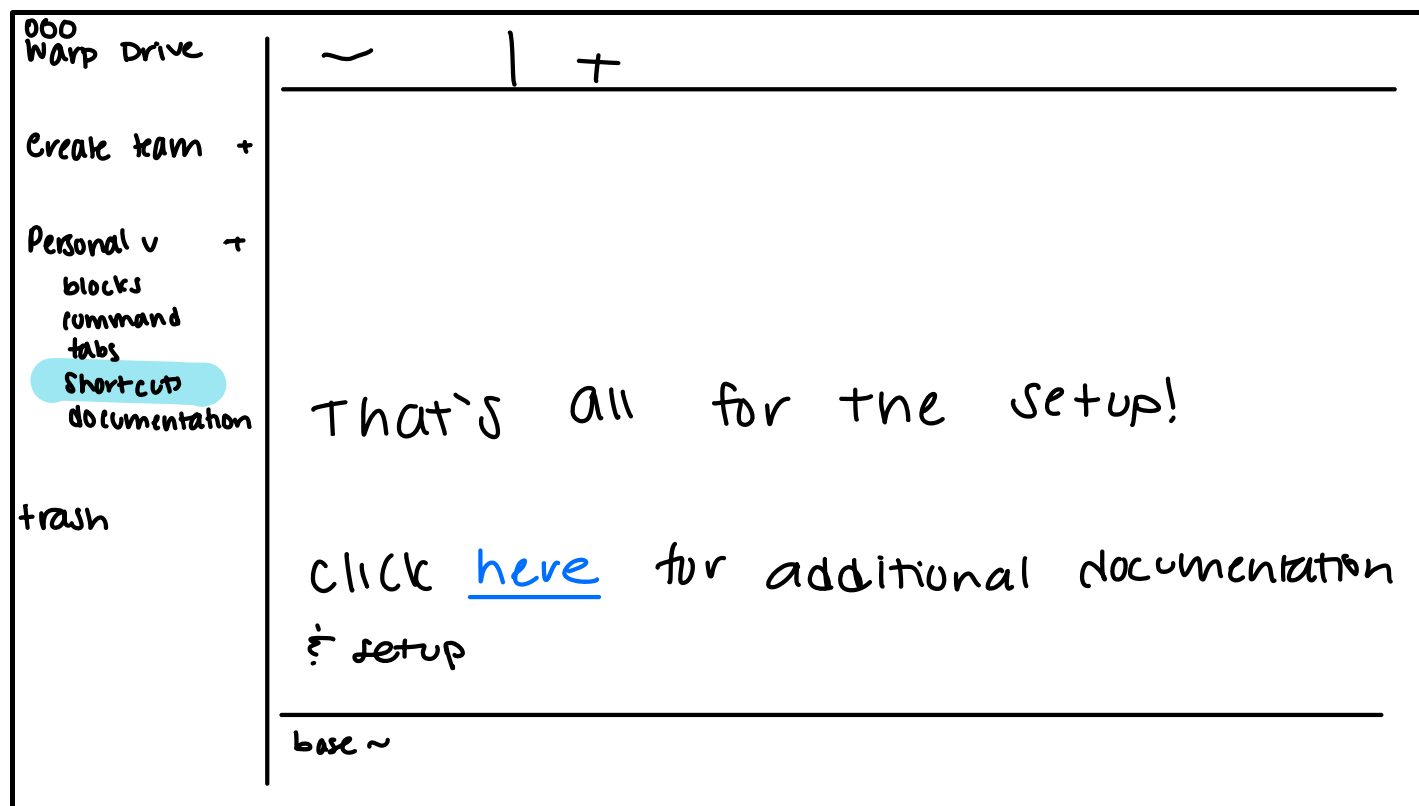 000
Warp Drive
~ | +
Create team +
Personal v +
blocks
command
tabs
shortcuts
documentation
trash
That's all for the setup!
click here for additional documentation
& setup
base ~